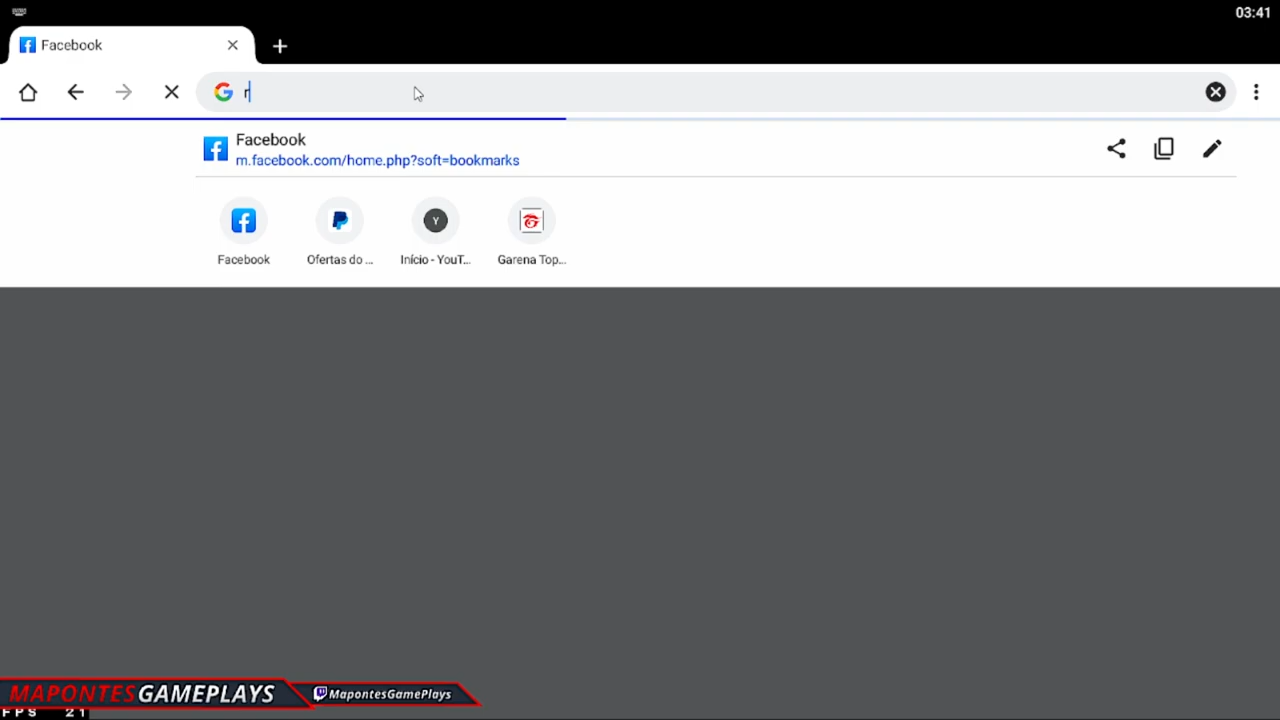 03:41
Facebook
r
Facebook
m.facebook.com/home.php?soft=bookmarks
Y
Facebook
Ofertas do ...
Início - YouT...
Garena Top...
MAPONTESGAMEPLAYS
MapontesGamePlays
FPS 21